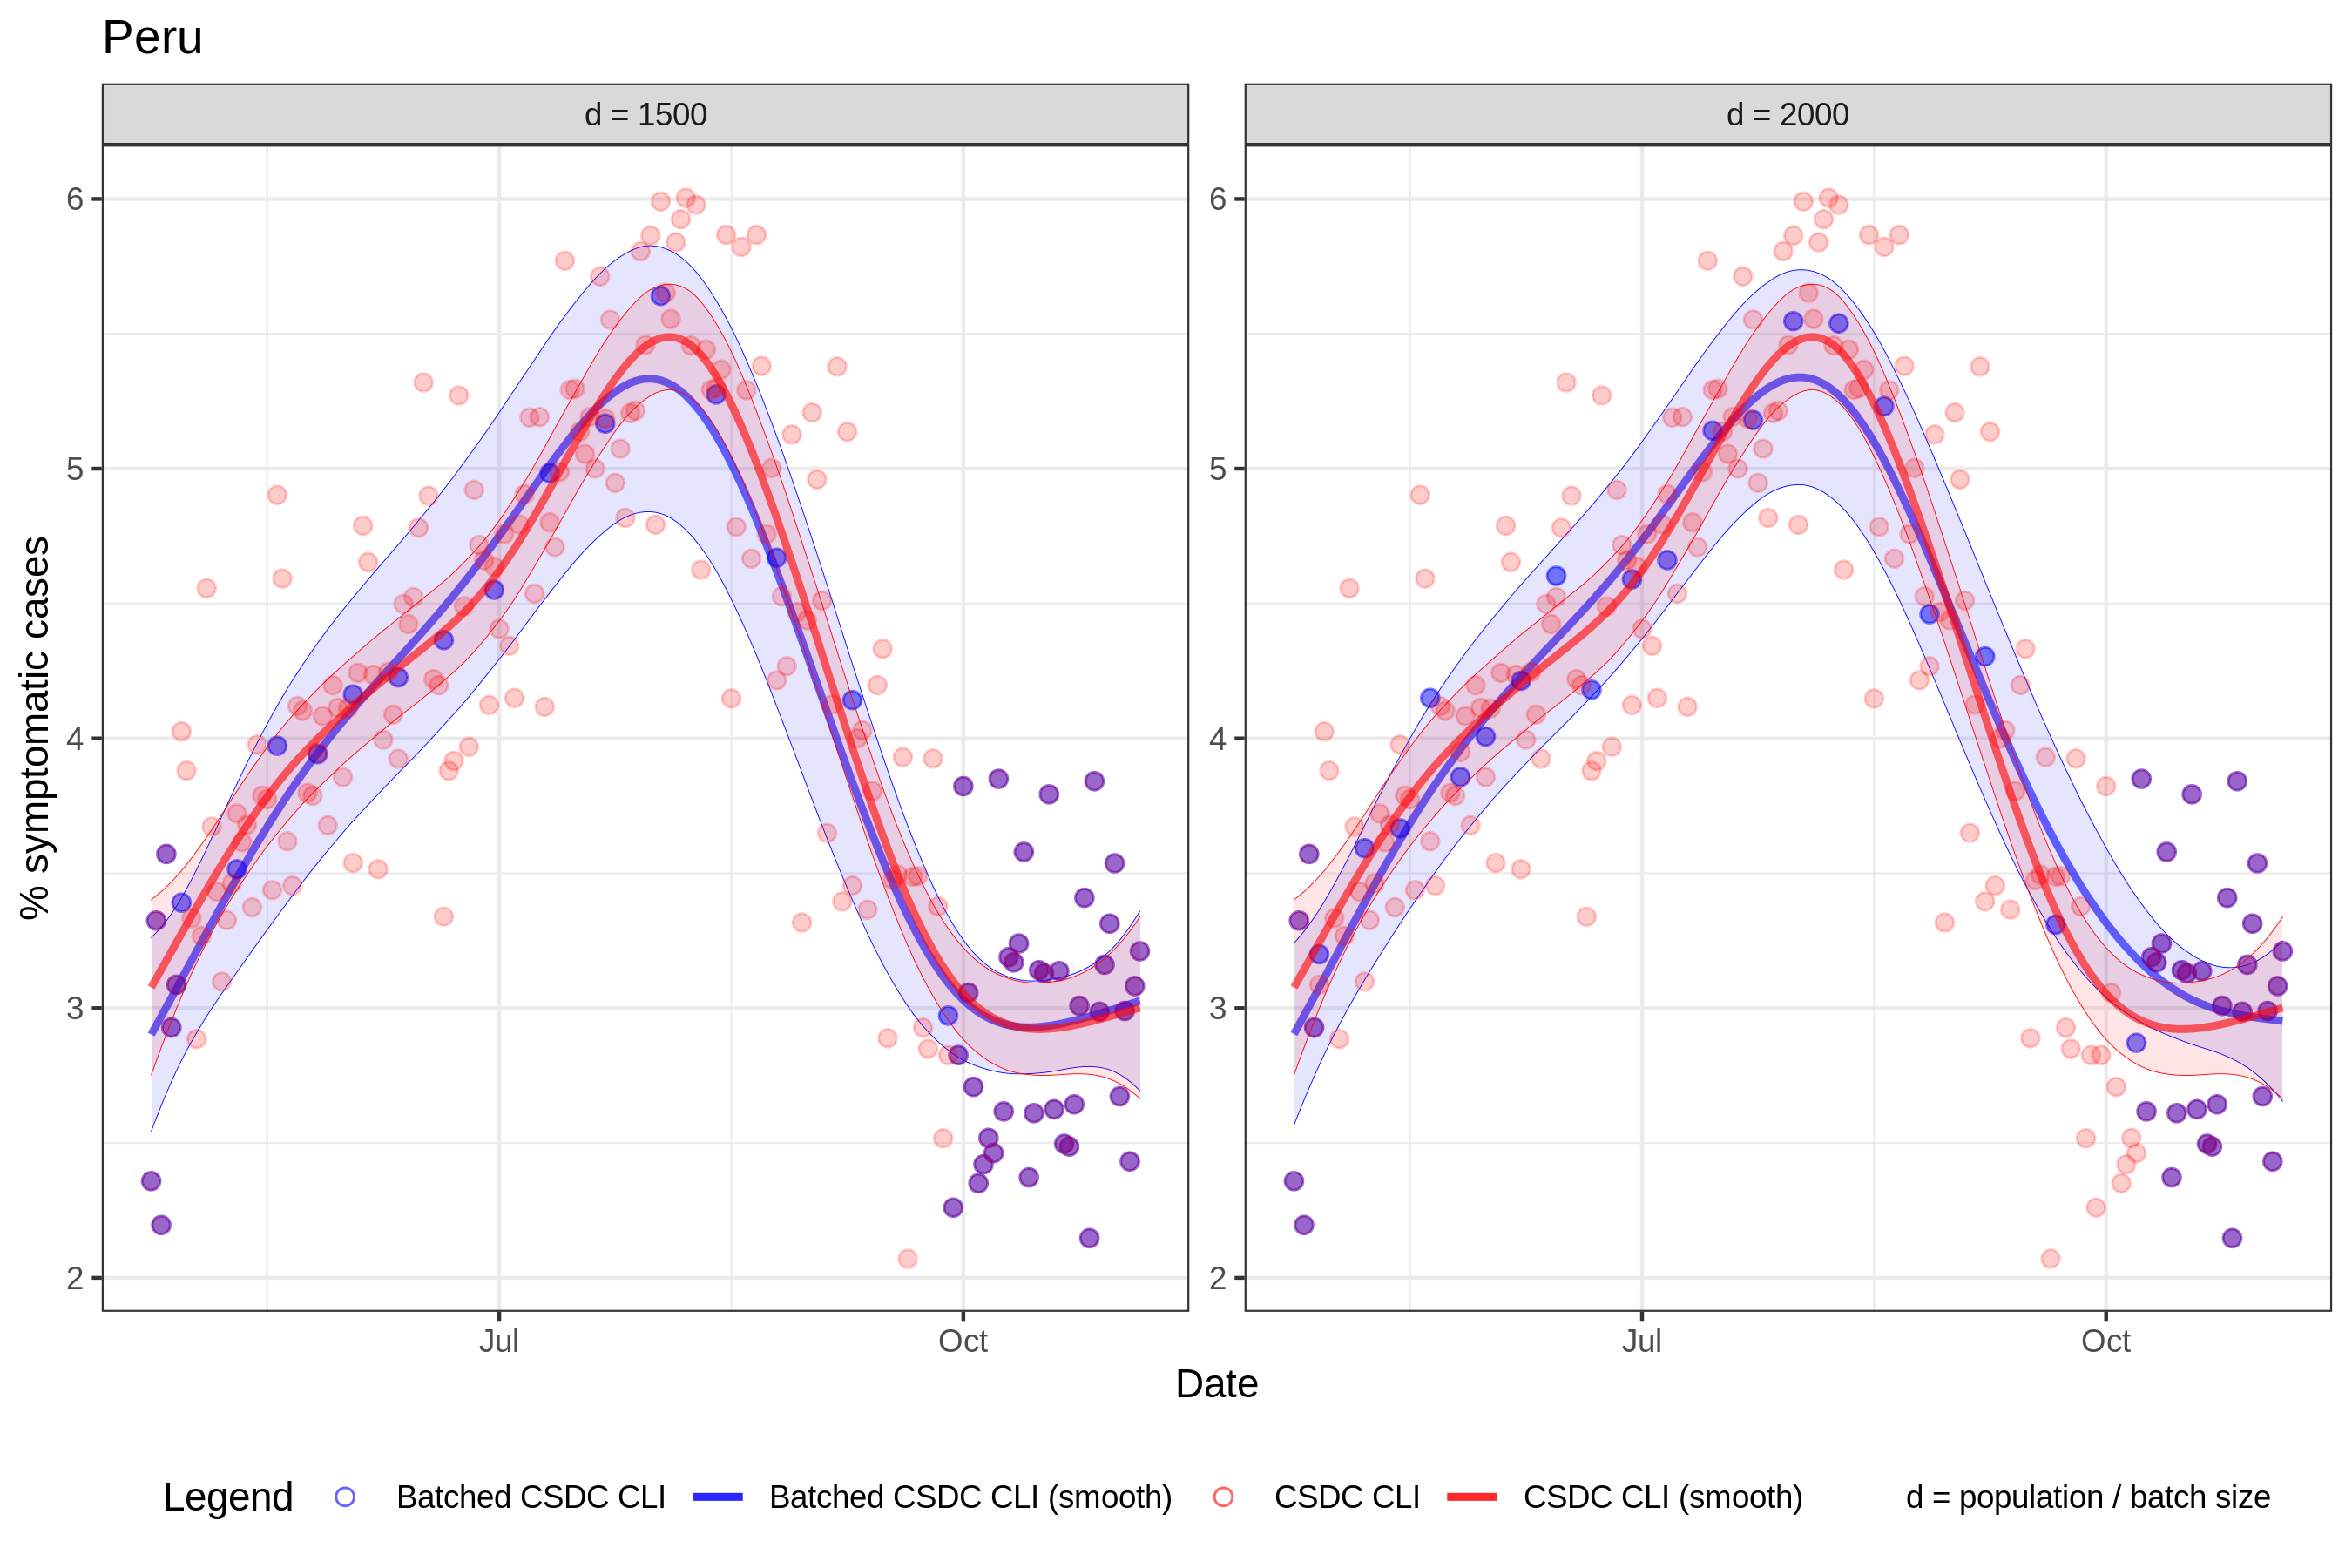 Peru
d = 1500
d = 2000
% symptomatic cases
6
5
4
3
2
6
5
4
3
2
Jul
Oct
Jul
Oct
Date
Legend
Batched CSDC CLI
Batched CSDC CLI (smooth)
CSDC CLI
CSDC CLI (smooth)
d = population / batch size